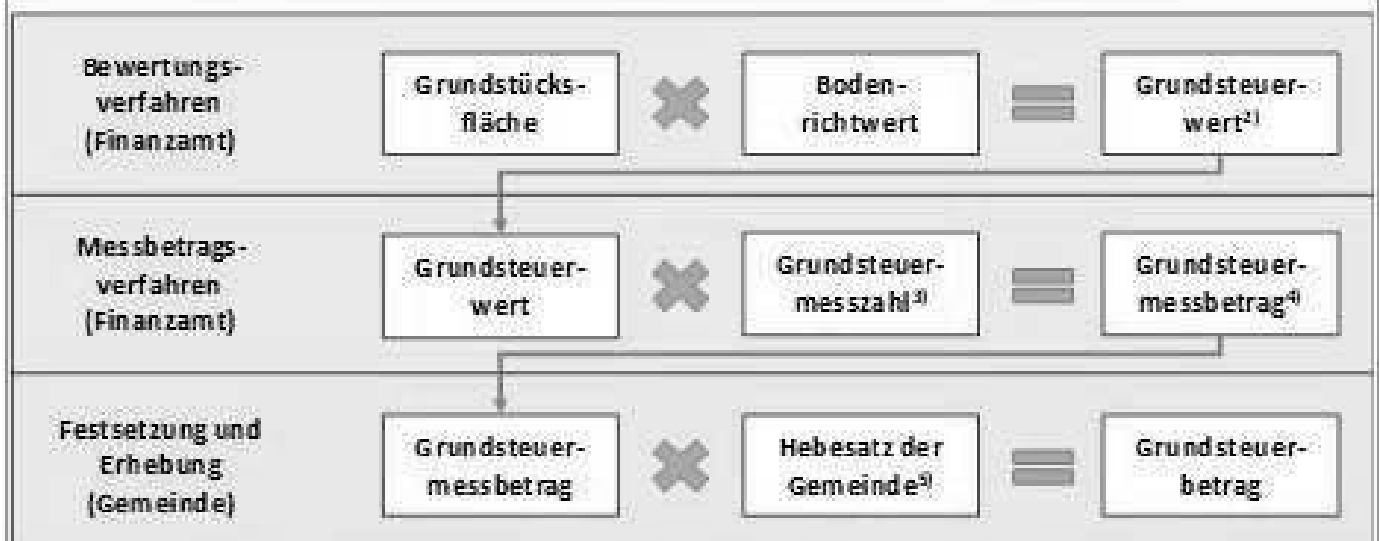 Bewertungs-
verfahren
(Finanzamt)
Grundstücks-
fläche
Boden-
richtwert
Grundsteuer-
wert²⁾
Messbetrags-
verfahren
(Finanzamt)
Grundsteuer-
wert
Grundsteuer-
messzahl³⁾
Grundsteuer-
messbetrag⁴⁾
Festsetzung und
Erhebung
(Gemeinde)
Grundsteuer-
messbetrag
Hebesatz der
Gemeinde⁵⁾
Grundsteuer-
betrag